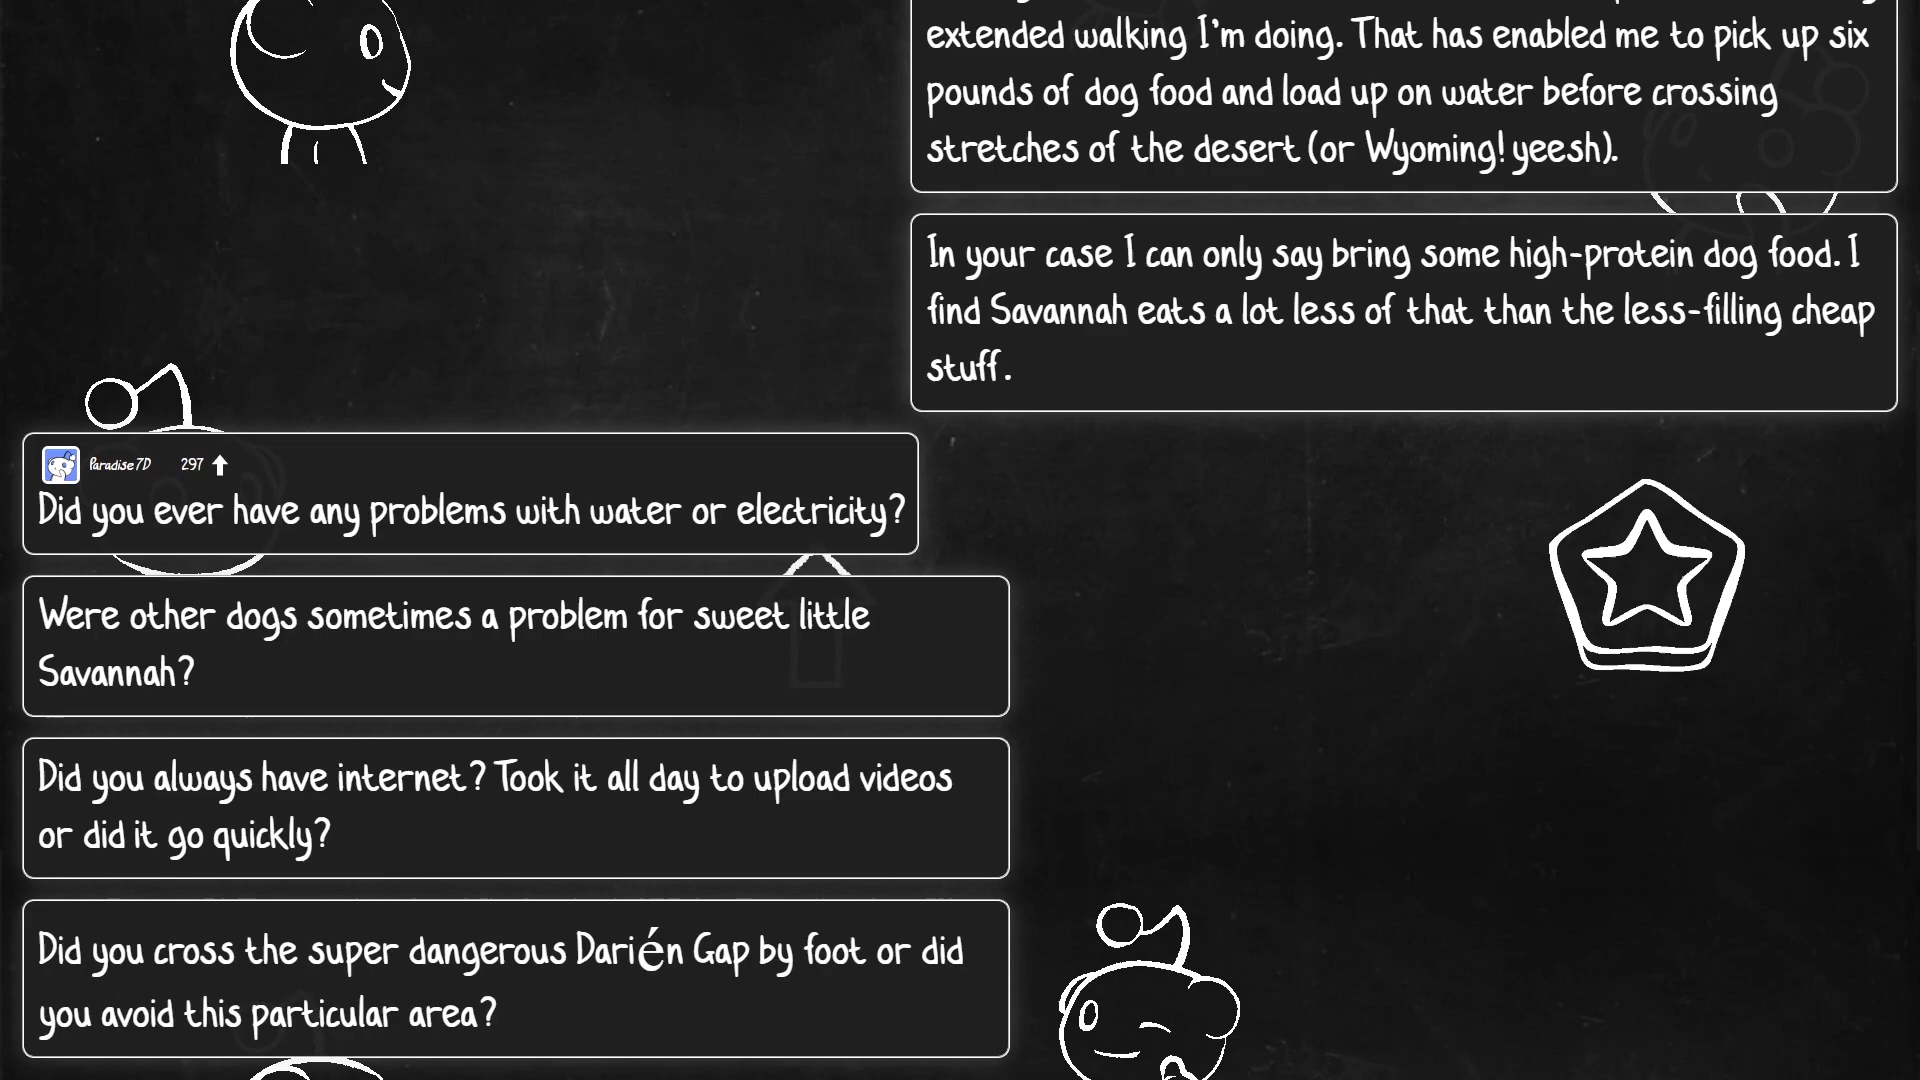 extended walking I'm doing. That has enabled me to pick up six
pounds of dog food and load up on water before crossing
stretches of the desert (or Wyoming! yeesh).
In your case I can only say bring some high-protein dog food. I
find Savannah eats a lot less of that than the less-filling cheap
stuff.
Paradise7D 297
Did you ever have any problems with water or electricity?
Were other dogs sometimes a problem for sweet little
Savannah?
Did you always have internet? Took it all day to upload videos
or did it go quickly?
Did you cross the super dangerous Darién Gap by foot or did
you avoid this particular area?